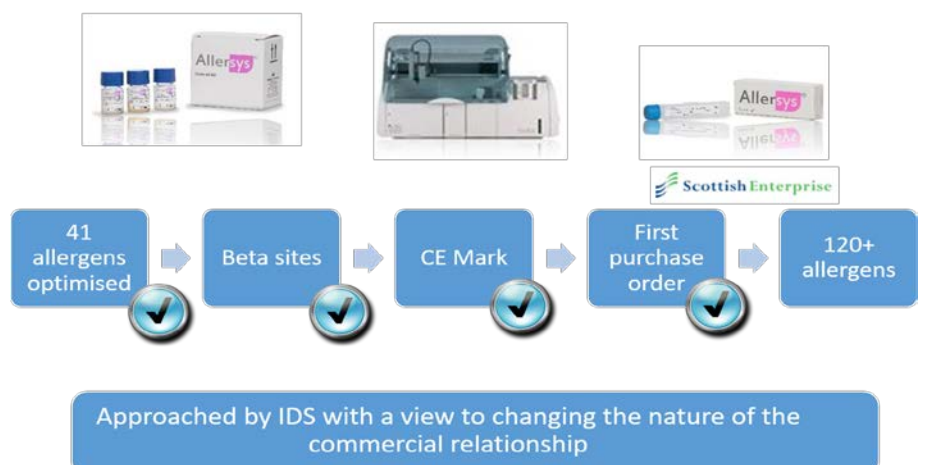 Allersys®
Allersys®
Scottish Enterprise
41
allergens
optimised
Beta sites
CE Mark
First
purchase
order
120+
allergens
Approached by IDS with a view to changing the nature of the
commercial relationship